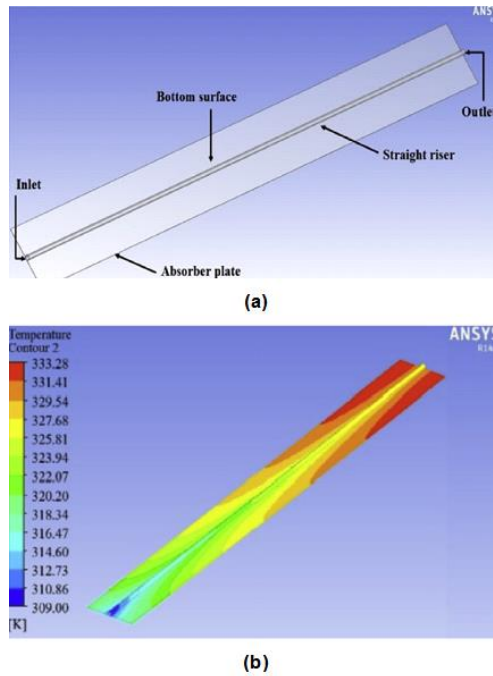 ANS
Outle
Bottom surface
Straight riser
Inlet
Absorber plate
(a)
Temperature
Contour 2
ANSYS
333.28
331.41
329.54
327.68
325.81
323.94
322.07
320.20
318.34
316.47
314.60
312.73
310.86
309.00
[K]
(b)